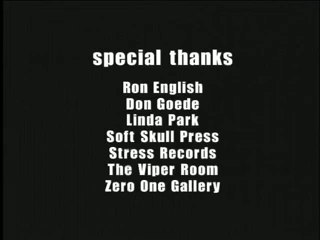 special thanks
Ron English
Don Goede
Linda Park
Soft Skull Press
Stress Records
The Viper Room
Zero One Gallery